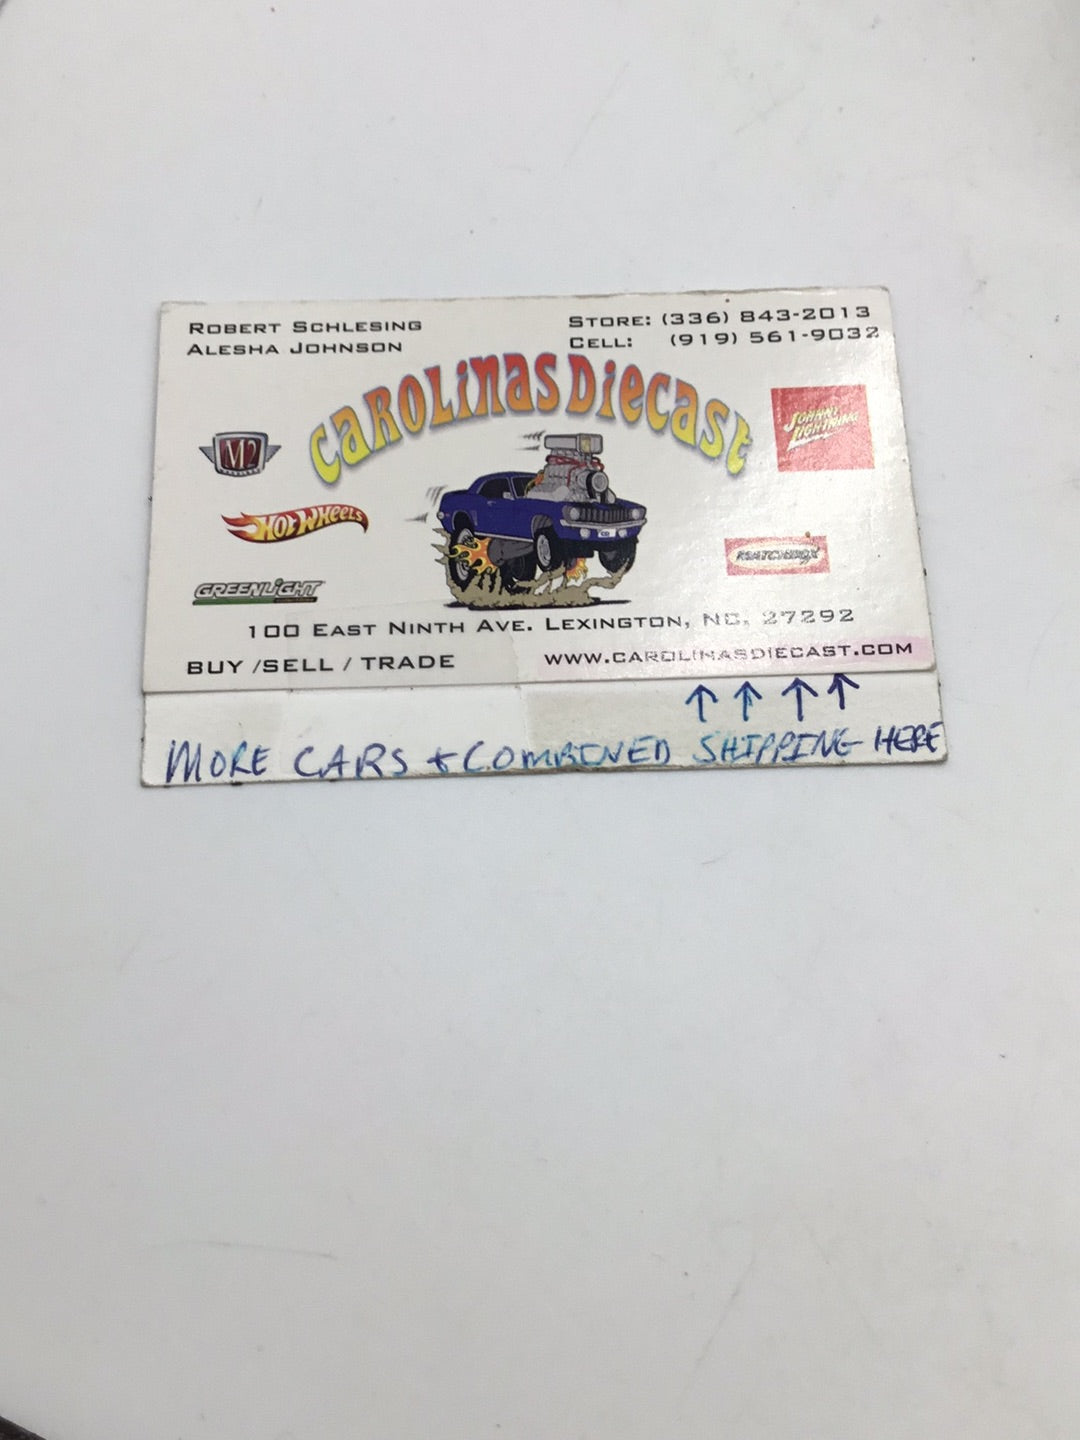 ROBERT SCHLESING
ALESHA JOHNSON
STORE: (336) 843-2013
CELL: (919) 561-9032
CAROLINAS DIECAST
M2
JOHNNY LIGHTNING
HOT WHEELS
MATCHBOX
GREENLIGHT
100 EAST NINTH AVE. LEXINGTON, NC. 27292
BUY /SELL / TRADE
WWW.CAROLINASDIECAST.COM
↑ ↑ ↑ ↑
MORE CARS + COMBINED SHIPPING HERE